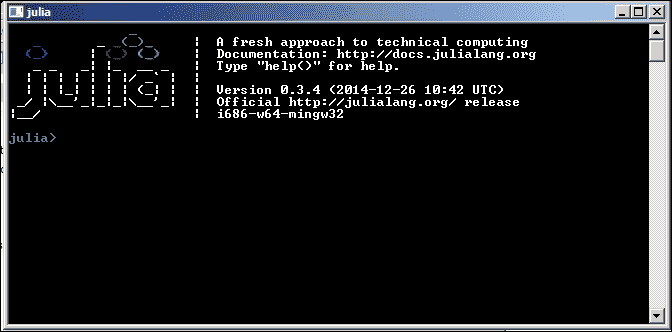 julia
A fresh approach to technical computing
Documentation: http://docs.julialang.org
Type "help()" for help.
Version 0.3.4 (2014-12-26 10:42 UTC)
Official http://julialang.org/ release
i686-w64-mingw32
julia
julia>